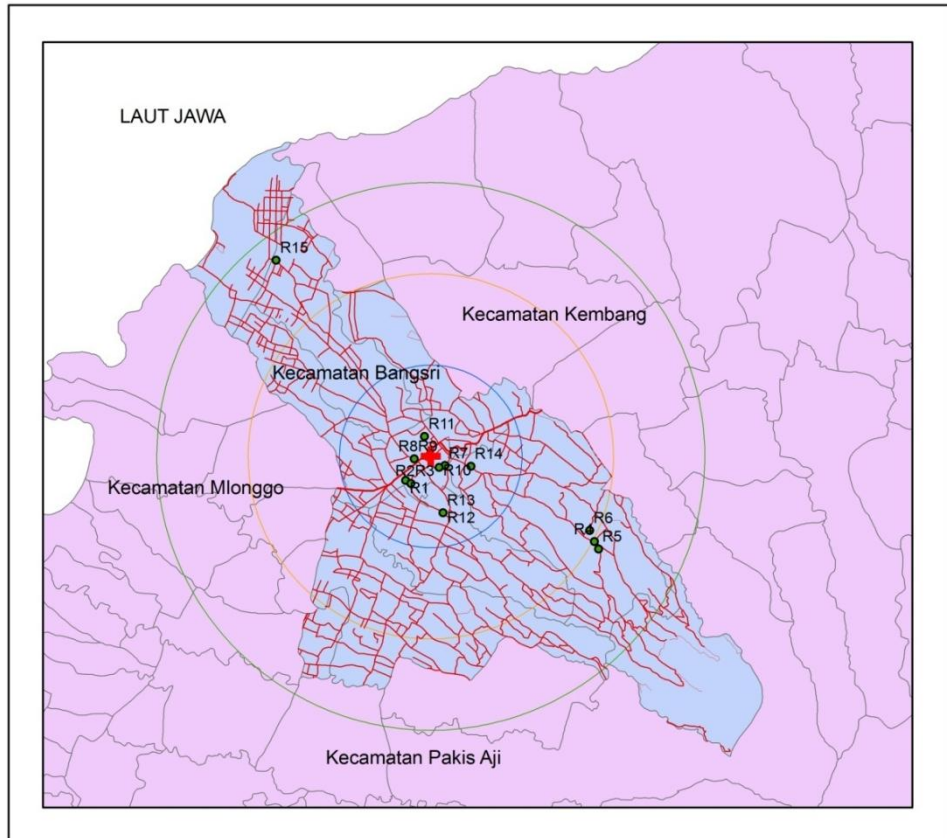 LAUT JAWA
R15
Kecamatan Kembang
Kecamatan Bangsri
R11
R8R9
R7
R14
R2R3
R10
Kecamatan Mlonggo
R1
R13
R12
R6
R4
R5
Kecamatan Pakis Aji